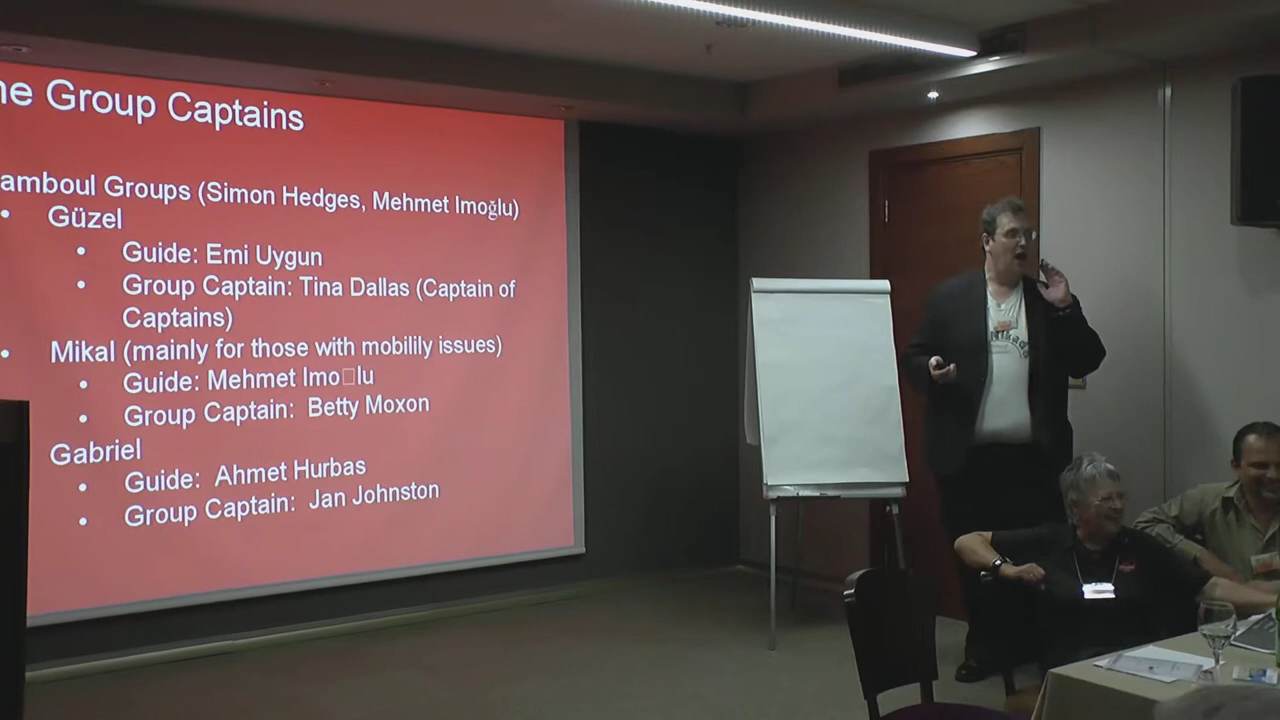 he Group Captains
amboul Groups (Simon Hedges, Mehmet Imoğlu)
• Güzel
• Guide: Emi Uygun
• Group Captain: Tina Dallas (Captain of
Captains)
• Mikal (mainly for those with mobilily issues)
• Guide: Mehmet Imo□lu
• Group Captain: Betty Moxon
Gabriel
• Guide: Ahmet Hurbas
• Group Captain: Jan Johnston